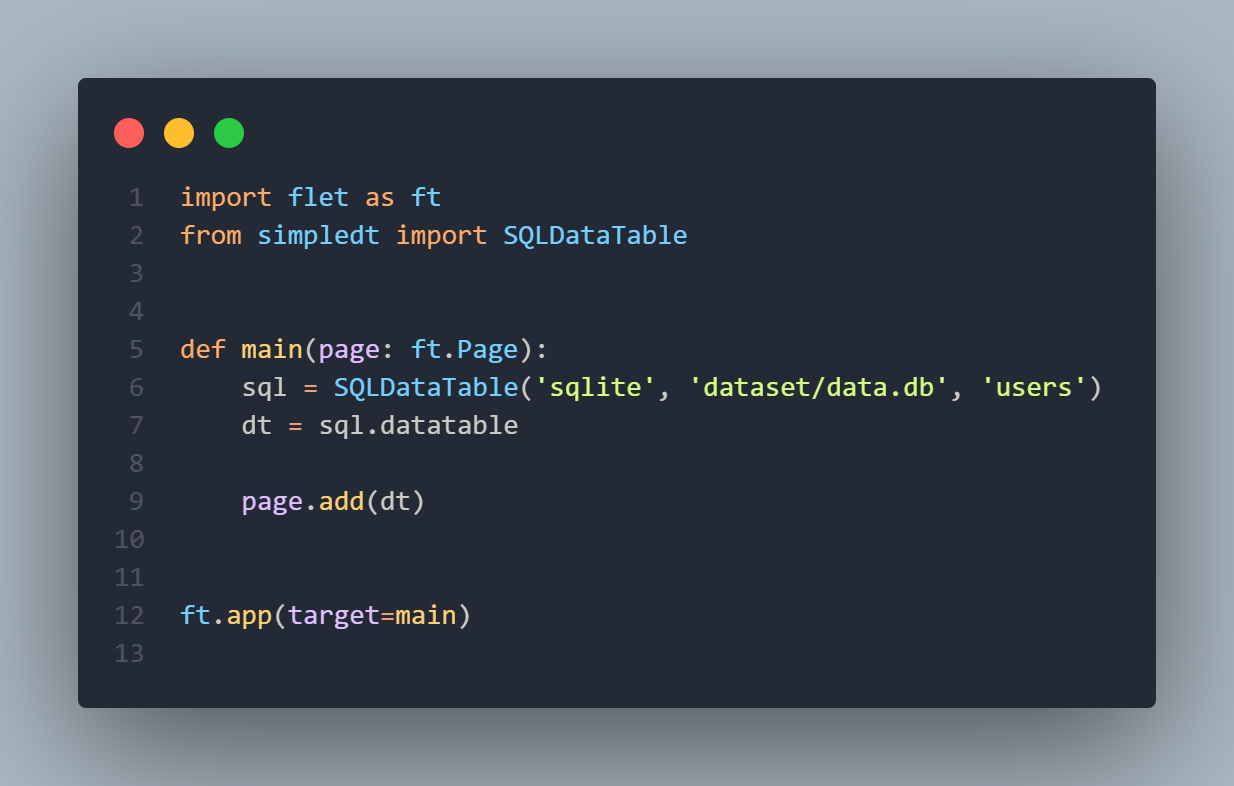 1 import flet as ft
2 from simpledt import SQLDataTable
3
4
5 def main(page: ft.Page):
6     sql = SQLDataTable('sqlite', 'dataset/data.db', 'users')
7     dt = sql.datatable
8
9     page.add(dt)
10
11
12 ft.app(target=main)
13